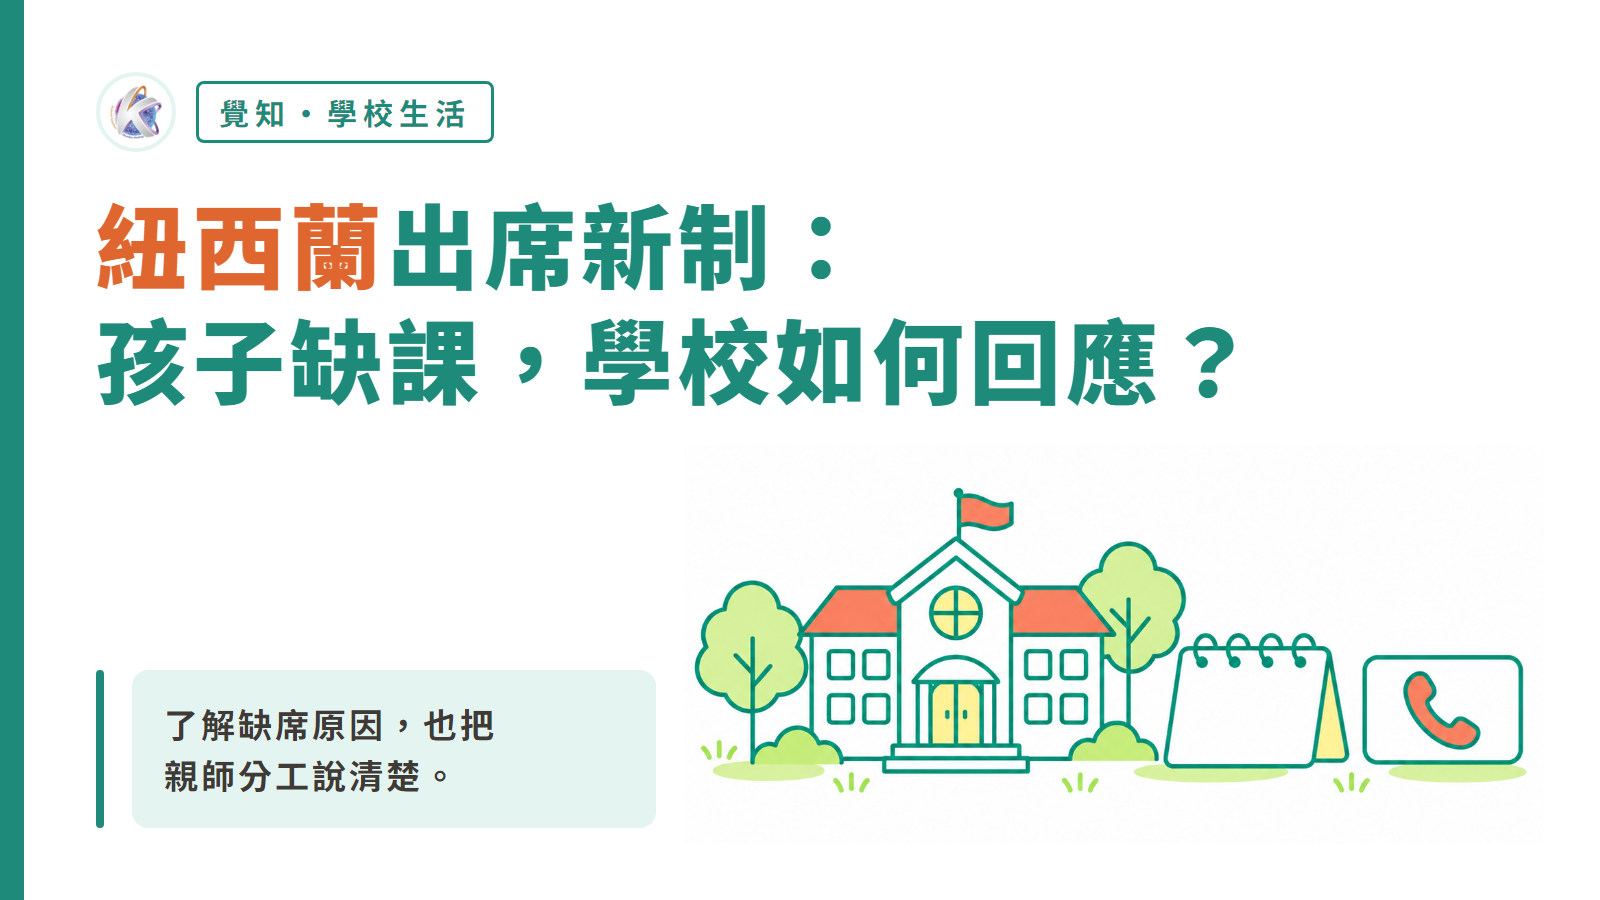 覺知・學校生活
紐西蘭出席新制：
孩子缺課，學校如何回應？
了解缺席原因，也把
親師分工說清楚。